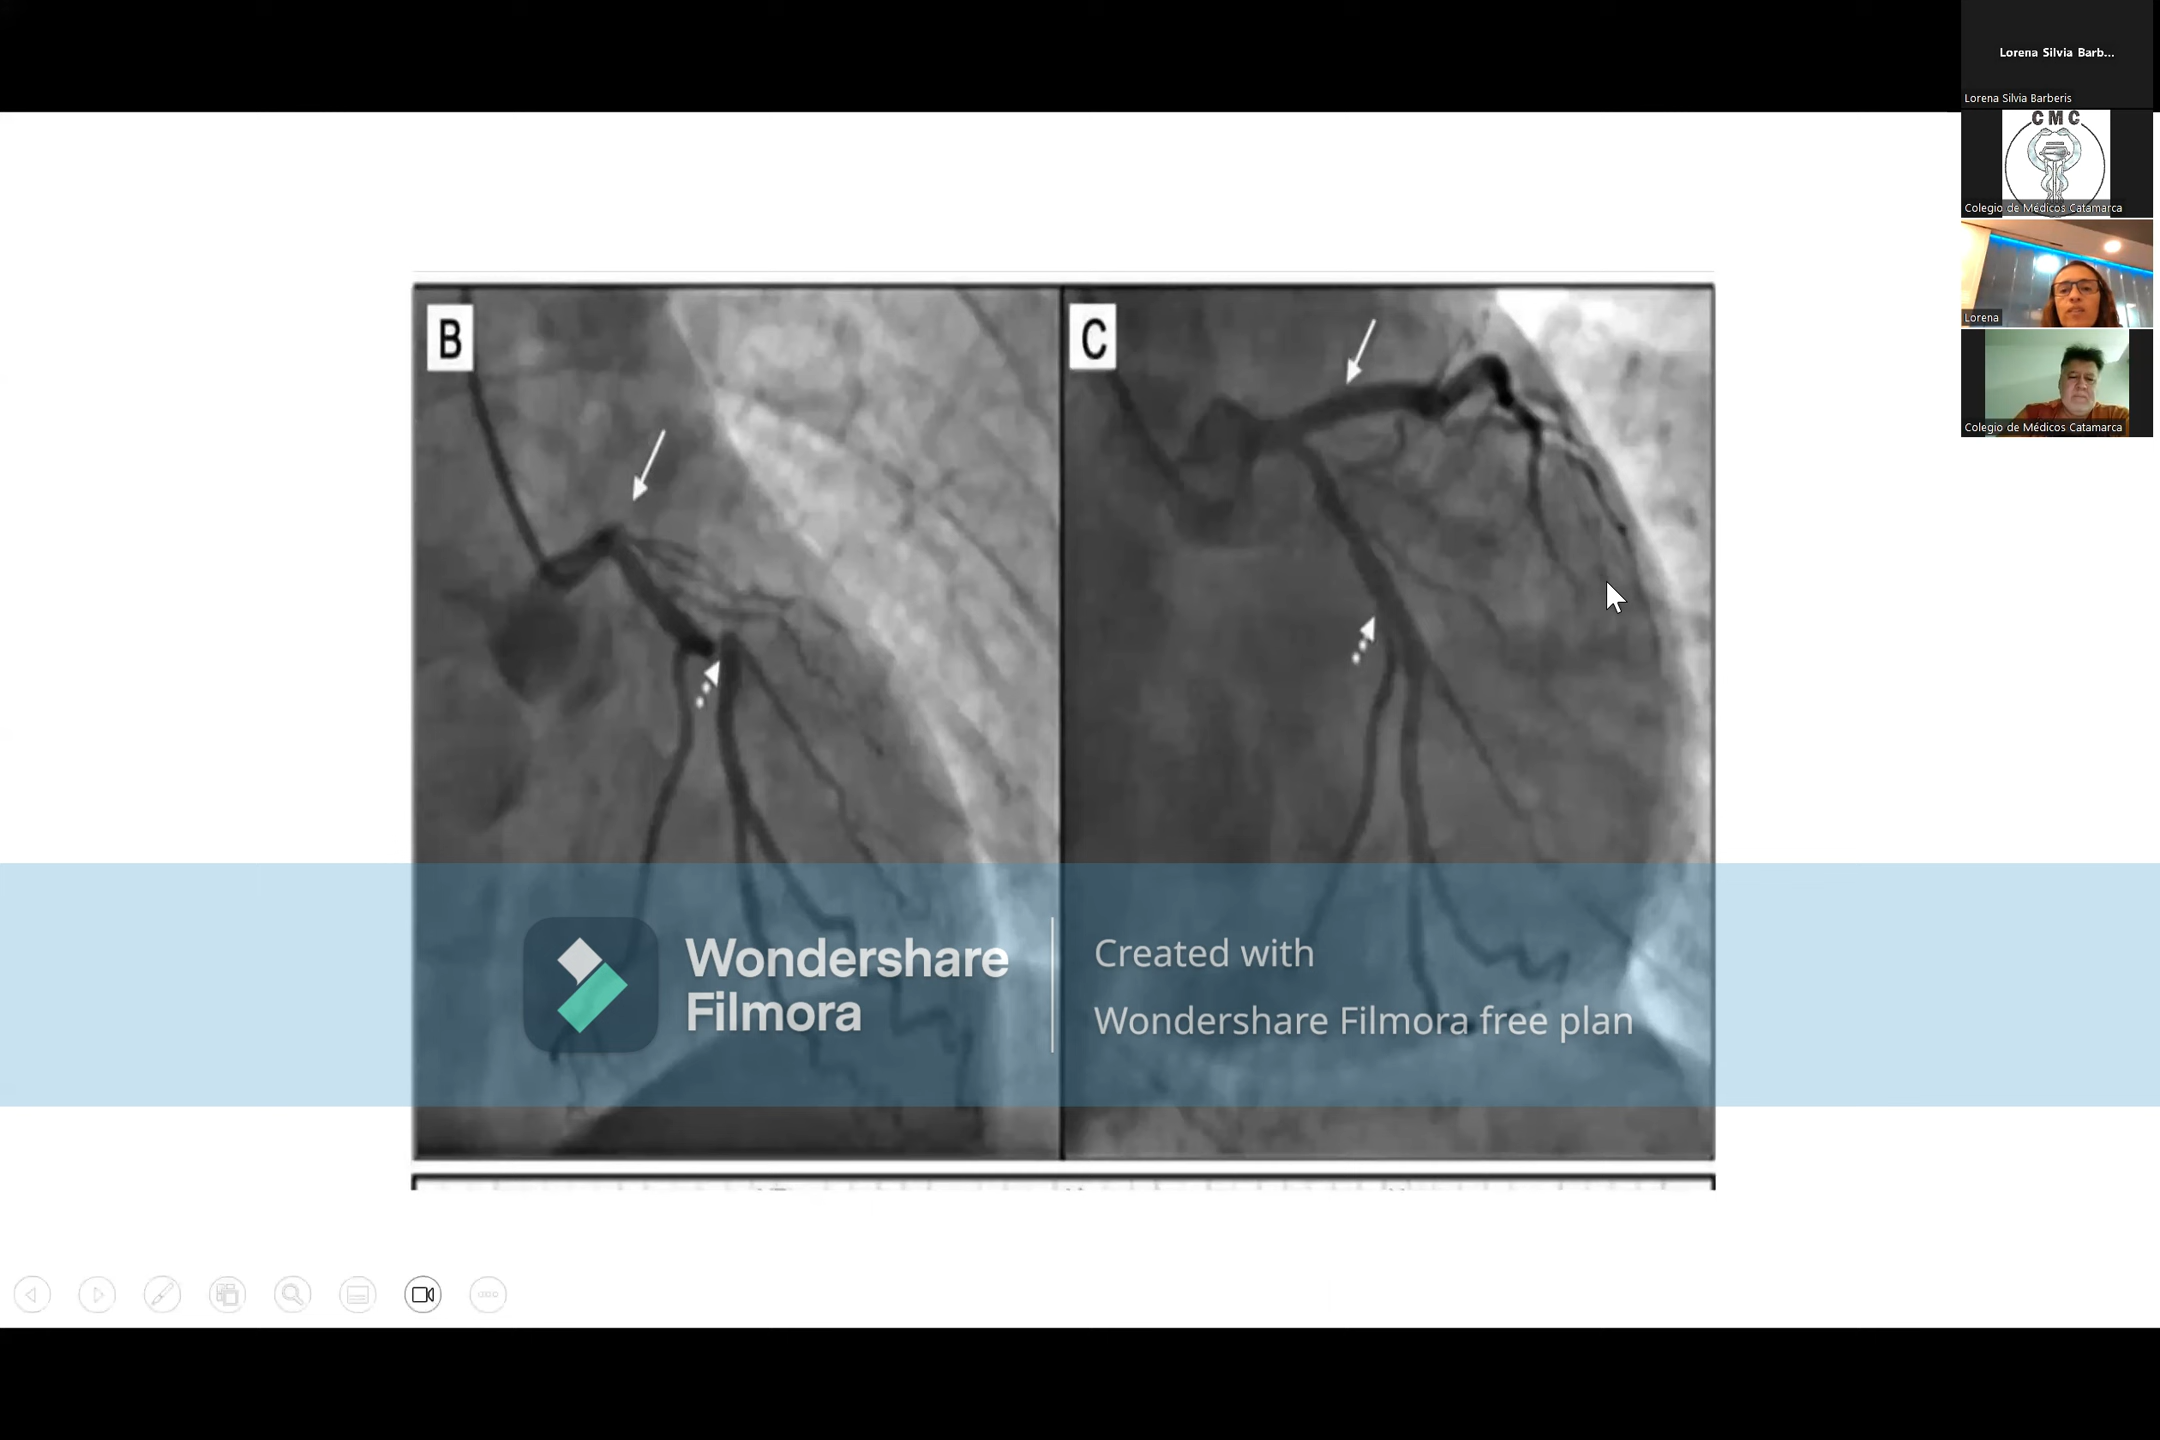 Lorena Silvia Barb...
Lorena Silvia Barberis
CMC
Colegio de Médicos Catamarca
Lorena
Colegio de Médicos Catamarca
B
C
Wondershare
Filmora
Created with
Wondershare Filmora free plan